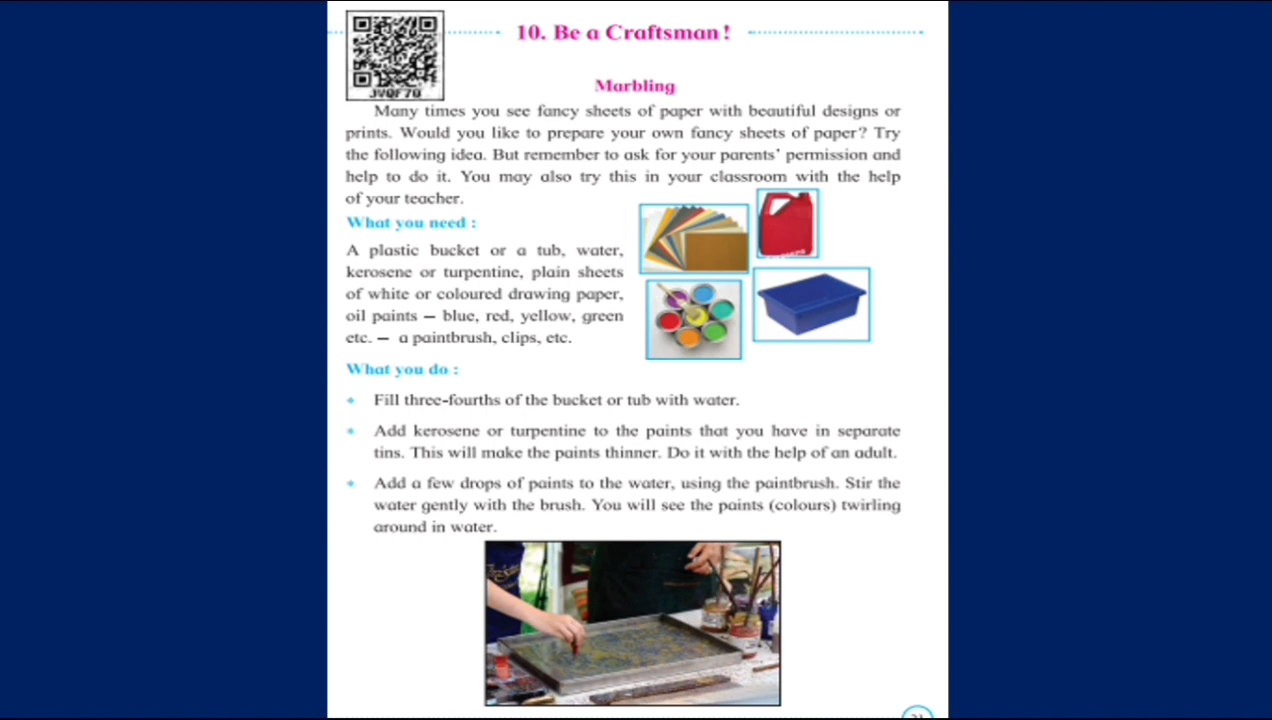 10. Be a Craftsman !
JVQF7Q
Marbling
Many times you see fancy sheets of paper with beautiful designs or
prints. Would you like to prepare your own fancy sheets of paper? Try
the following idea. But remember to ask for your parents' permission and
help to do it. You may also try this in your classroom with the help
of your teacher.
What you need :
A plastic bucket or a tub, water,
kerosene or turpentine, plain sheets
of white or coloured drawing paper,
oil paints – blue, red, yellow, green
etc. – a paintbrush, clips, etc.
What you do :
Fill three-fourths of the bucket or tub with water.
Add kerosene or turpentine to the paints that you have in separate
tins. This will make the paints thinner. Do it with the help of an adult.
Add a few drops of paints to the water, using the paintbrush. Stir the
water gently with the brush. You will see the paints (colours) twirling
around in water.